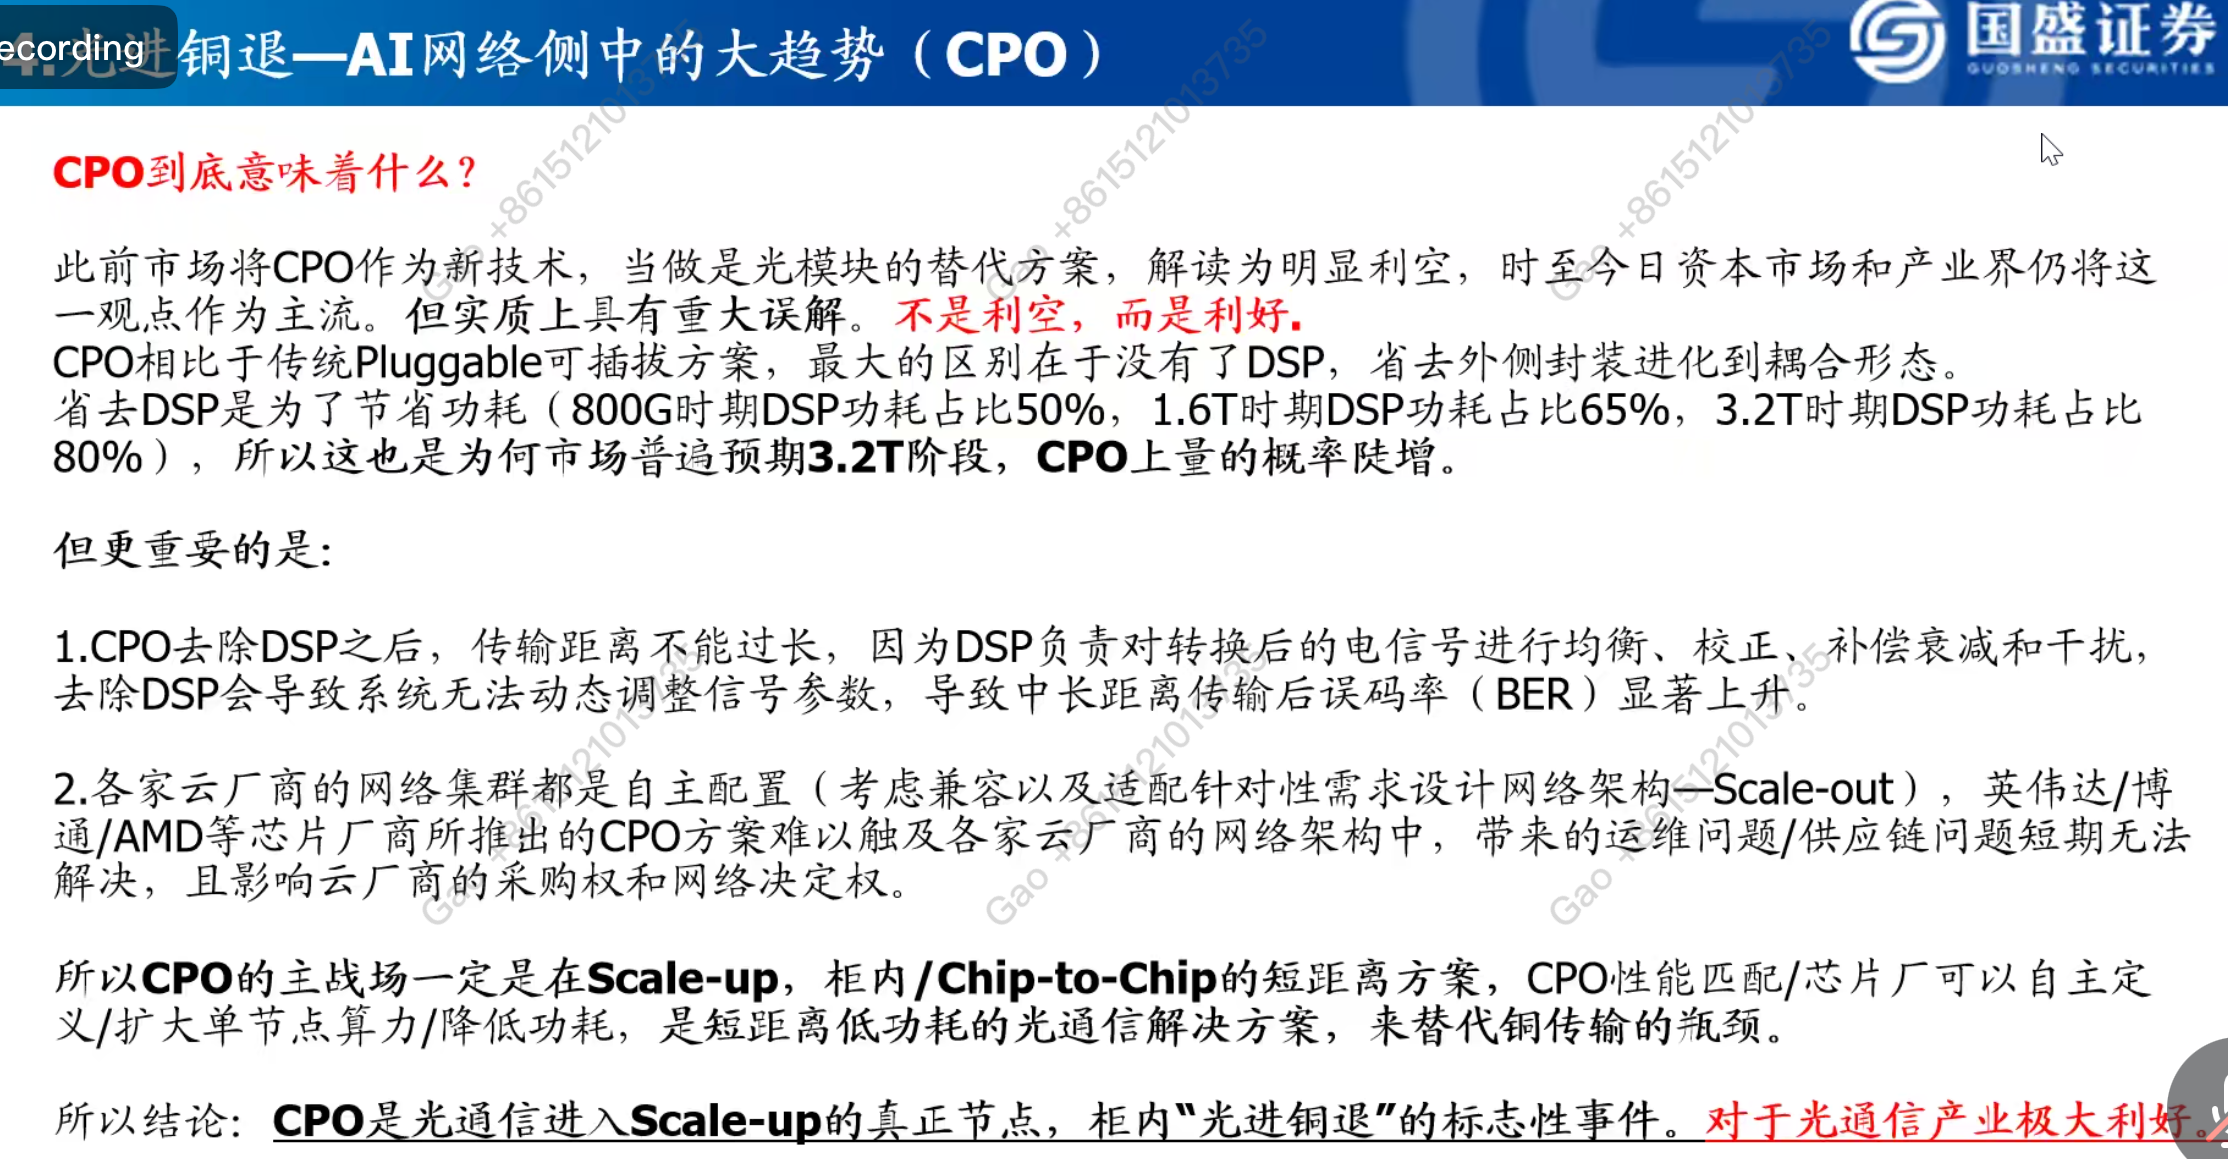 ecording
4.光进铜退—AI网络侧中的大趋势（CPO）
国盛证券
GUOSHENG SECURITIES
CPO到底意味着什么？
此前市场将CPO作为新技术，当做是光模块的替代方案，解读为明显利空，时至今日资本市场和产业界仍将这
一观点作为主流。但实质上具有重大误解。不是利空，而是利好.
CPO相比于传统Pluggable可插拔方案，最大的区别在于没有了DSP，省去外侧封装进化到耦合形态。
省去DSP是为了节省功耗（800G时期DSP功耗占比50%，1.6T时期DSP功耗占比65%，3.2T时期DSP功耗占比
80%），所以这也是为何市场普遍预期3.2T阶段，CPO上量的概率陡增。
但更重要的是:
1.CPO去除DSP之后，传输距离不能过长，因为DSP负责对转换后的电信号进行均衡、校正、补偿衰减和干扰，
去除DSP会导致系统无法动态调整信号参数，导致中长距离传输后误码率（BER）显著上升。
2.各家云厂商的网络集群都是自主配置（考虑兼容以及适配针对性需求设计网络架构—Scale-out），英伟达/博
通/AMD等芯片厂商所推出的CPO方案难以触及各家云厂商的网络架构中，带来的运维问题/供应链问题短期无法
解决，且影响云厂商的采购权和网络决定权。
所以CPO的主战场一定是在Scale-up，柜内/Chip-to-Chip的短距离方案，CPO性能匹配/芯片厂可以自主定
义/扩大单节点算力/降低功耗，是短距离低功耗的光通信解决方案，来替代铜传输的瓶颈。
所以结论：CPO是光通信进入Scale-up的真正节点，柜内“光进铜退”的标志性事件。对于光通信产业极大利好。
Gao +8615121013735
Gao +8615121013735
Gao +8615121013735
Gao +8615121013735
Gao +8615121013735
Gao +8615121013735